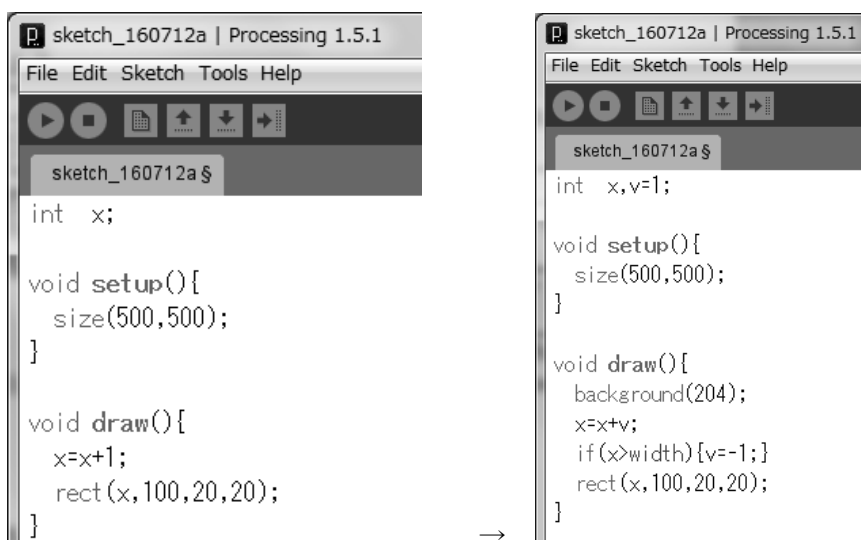 sketch_160712a | Processing 1.5.1
File Edit Sketch Tools Help
sketch_160712a §
int x;
void setup(){
size(500,500);
}
void draw(){
x=x+1;
rect(x,100,20,20);
}
→
sketch_160712a | Processing 1.5.1
File Edit Sketch Tools Help
sketch_160712a §
int x,v=1;
void setup(){
size(500,500);
}
void draw(){
background(204);
x=x+v;
if(x>width){v=-1;}
rect(x,100,20,20);
}